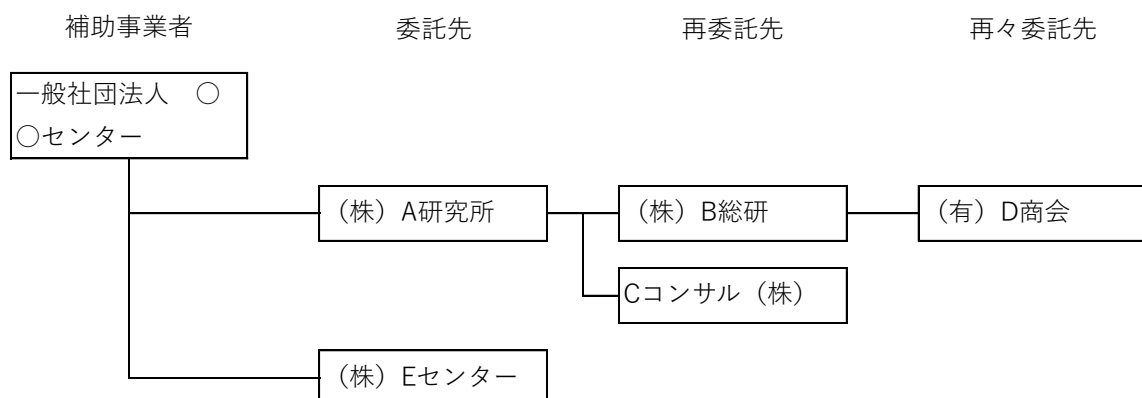 補助事業者 委託先 再委託先 再々委託先
一般社団法人 ○
○センター
（株）A研究所 （株）B総研 （有）D商会
Cコンサル（株）
（株）Eセンター